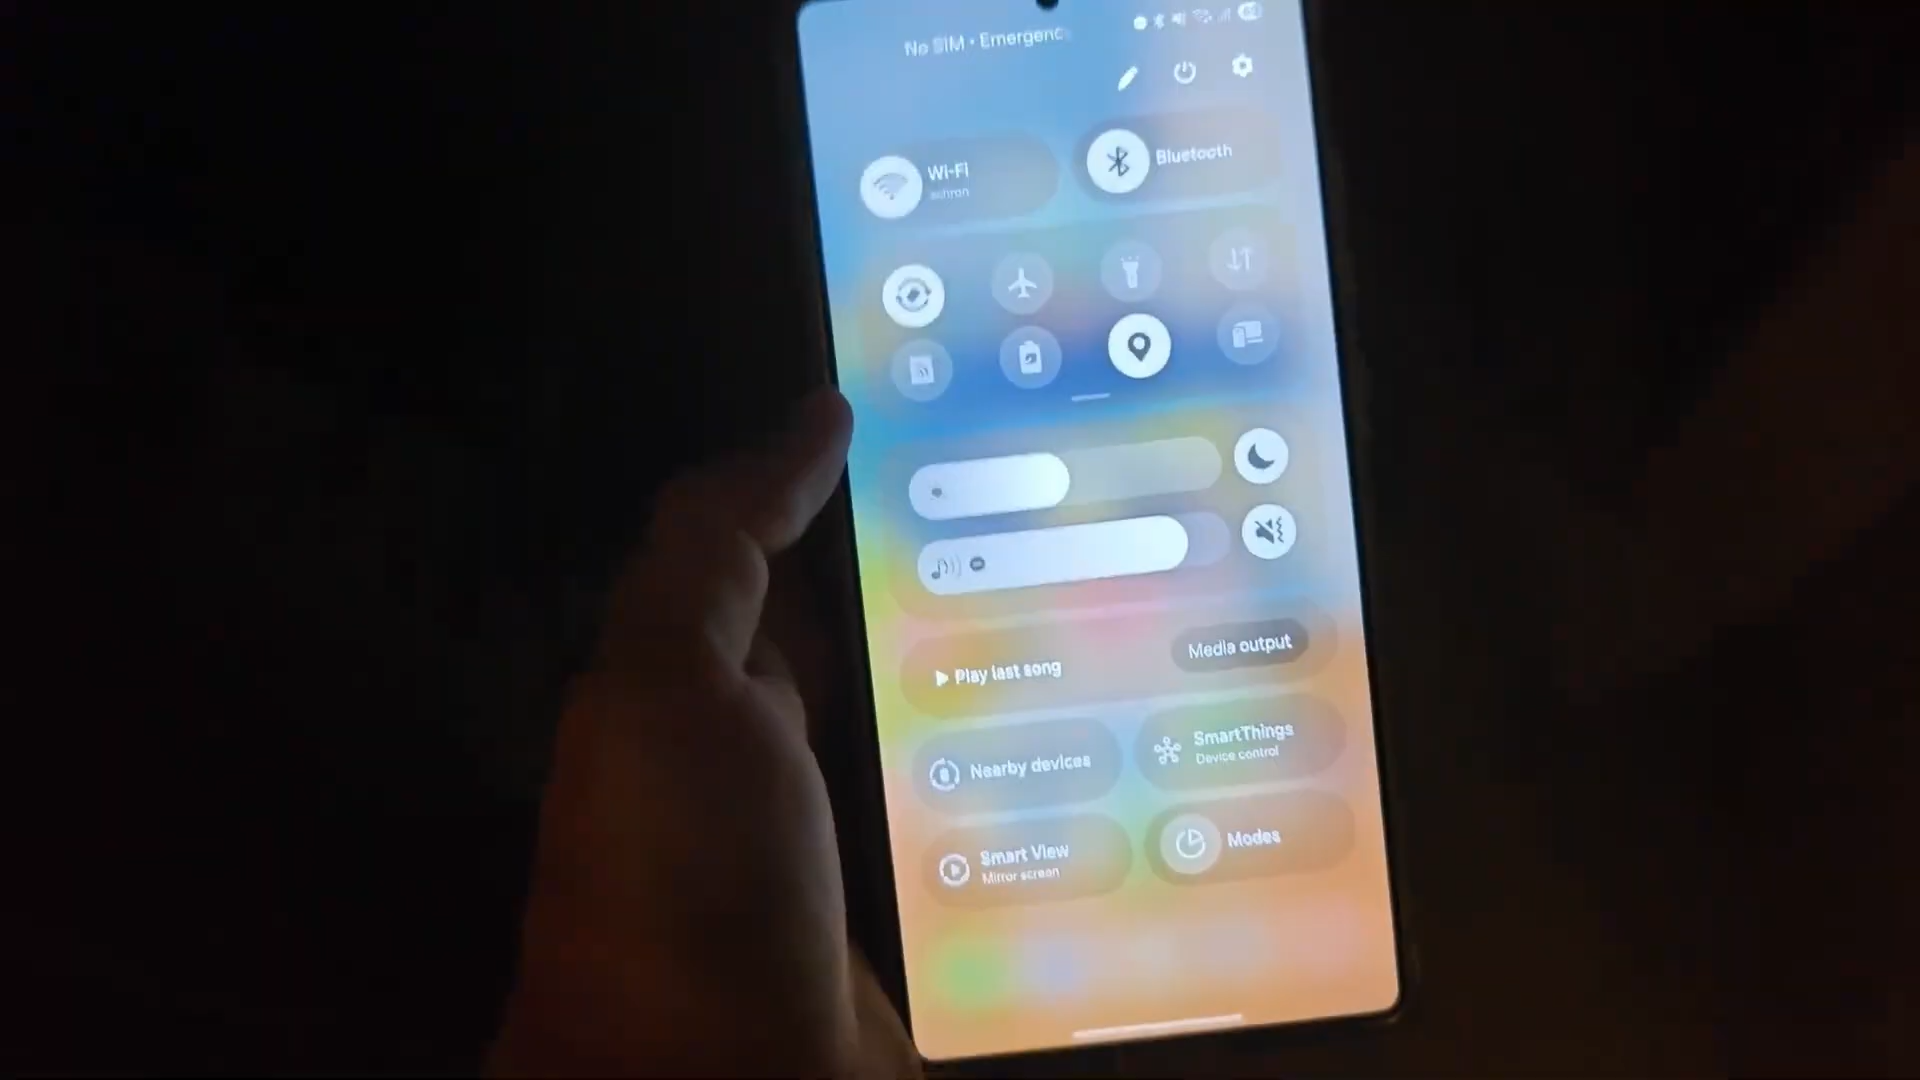 No SIM • Emergenc
Wi-Fi
Bluetooth
Play last song
Media output
Nearby devices
SmartThings
Device control
Smart View
Mirror screen
Modes